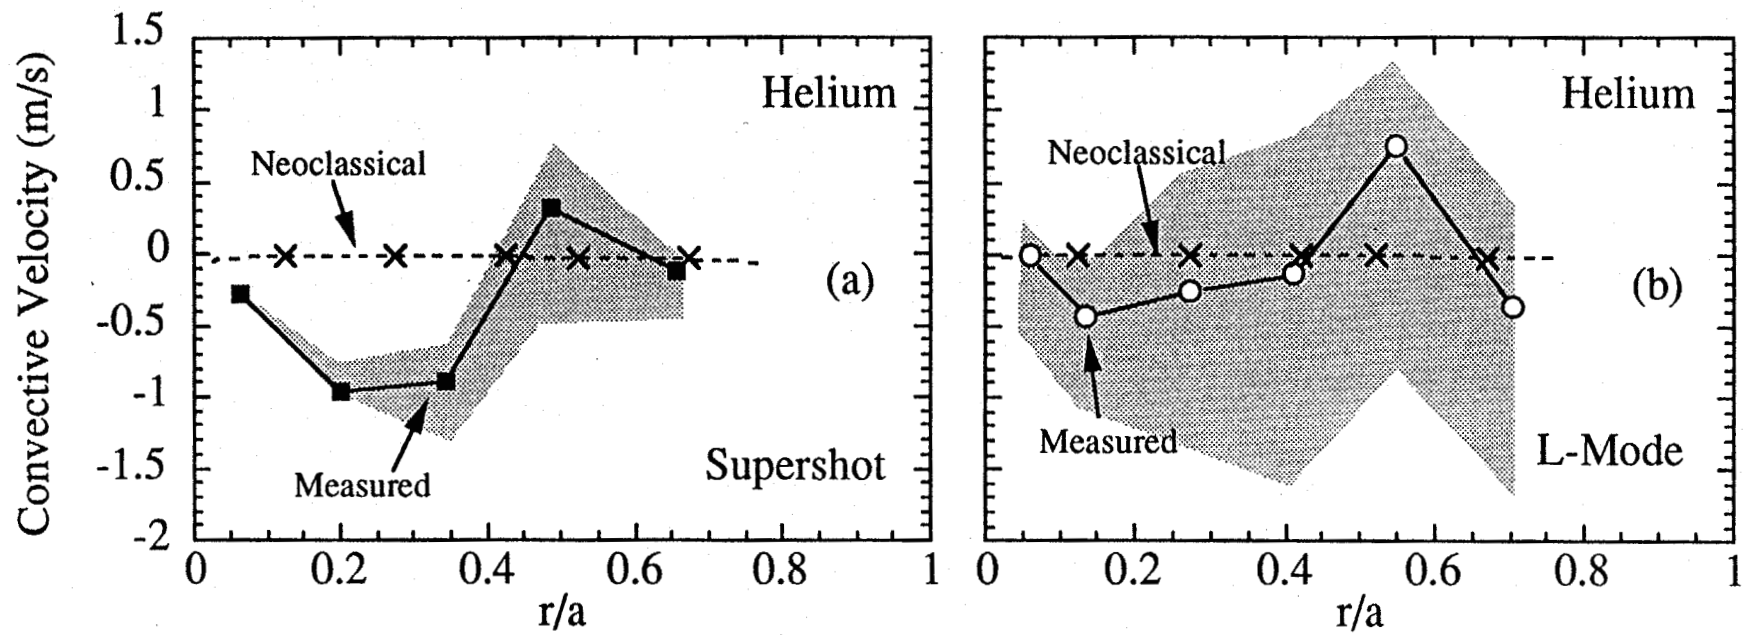 Convective Velocity (m/s)
1.5
1
0.5
0
-0.5
-1
-1.5
-2
Helium
Neoclassical
(a)
Measured
Supershot
0
0.2
0.4
0.6
0.8
1
r/a
Helium
Neoclassical
(b)
Measured
L-Mode
0
0.2
0.4
0.6
0.8
1
r/a